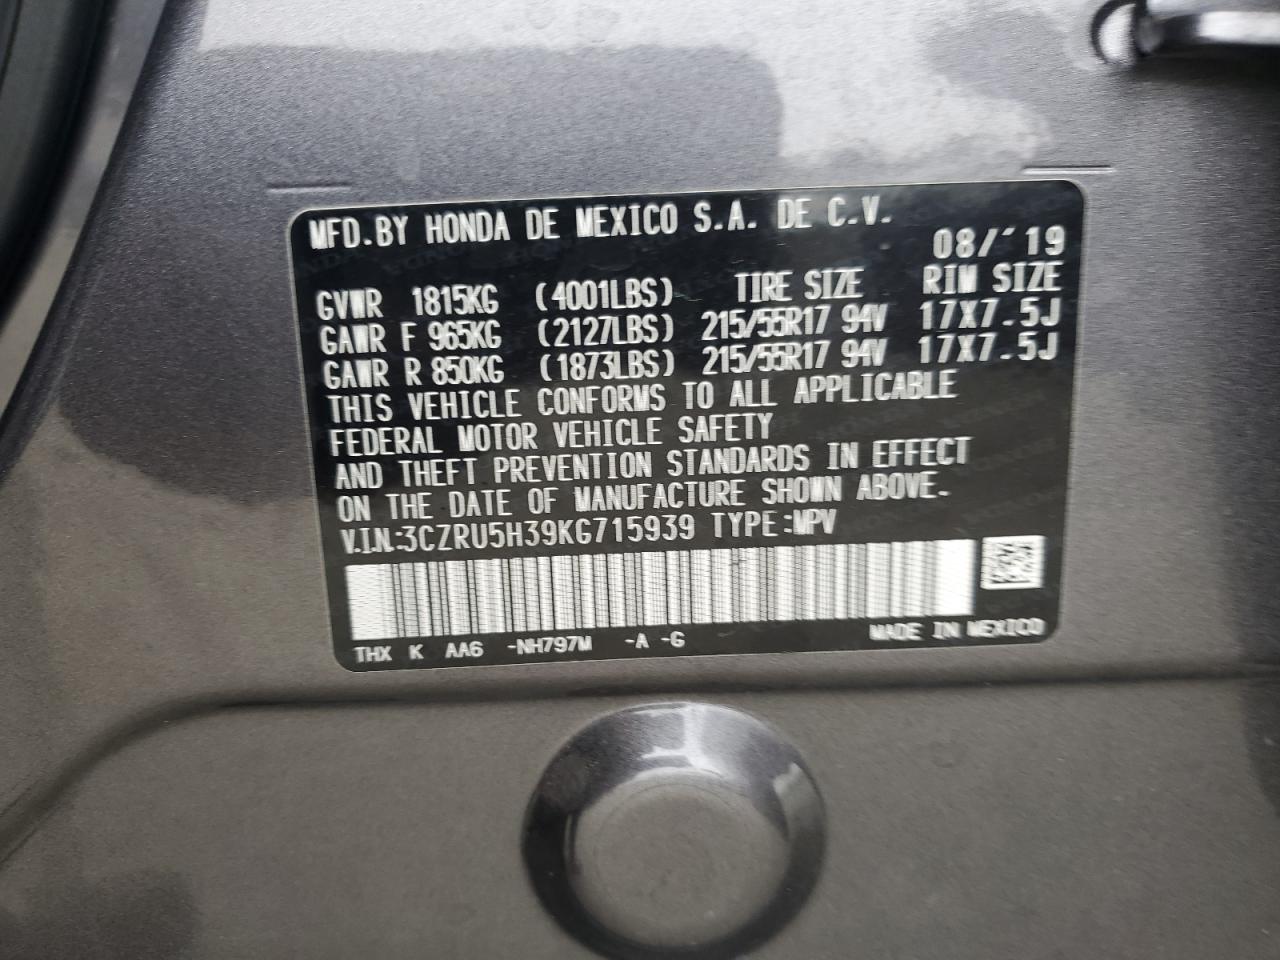 MFD.BY HONDA DE MEXICO S.A. DE C.V.
08/´19
GVWR 1815KG (4001LBS) TIRE SIZE RIM SIZE
GAWR F 965KG (2127LBS) 215/55R17 94V 17X7.5J
GAWR R 850KG (1873LBS) 215/55R17 94V 17X7.5J
THIS VEHICLE CONFORMS TO ALL APPLICABLE
FEDERAL MOTOR VEHICLE SAFETY
AND THEFT PREVENTION STANDARDS IN EFFECT
ON THE DATE OF MANUFACTURE SHOWN ABOVE.
V.I.N.:3CZRU5H39KG715939 TYPE:MPV
THX K AA6 -NH797M -A -G MADE IN MEXICO